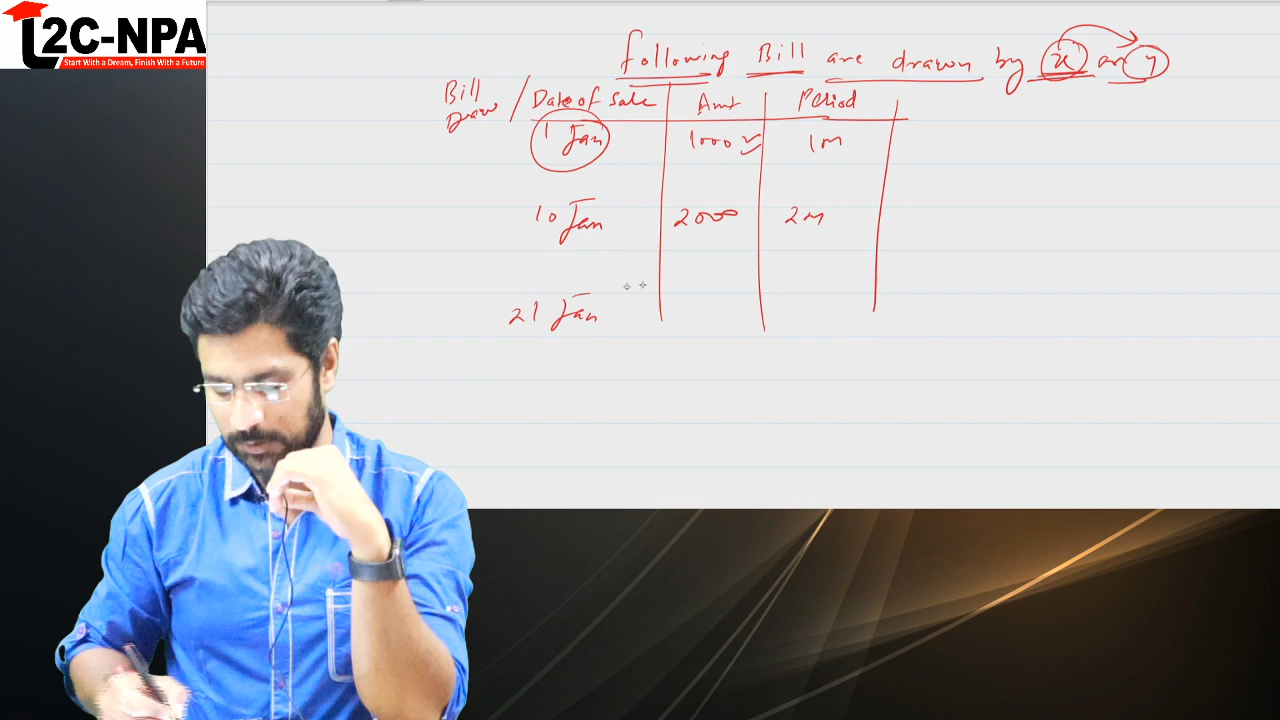 L2C-NPA
Start With a Dream, Finish With a Future
following Bill are drawn by x on y
Bill Drawn / Date of Sale Amt Period
1 Jan 1000 1M
10 Jan 2000 2M
21 Jan